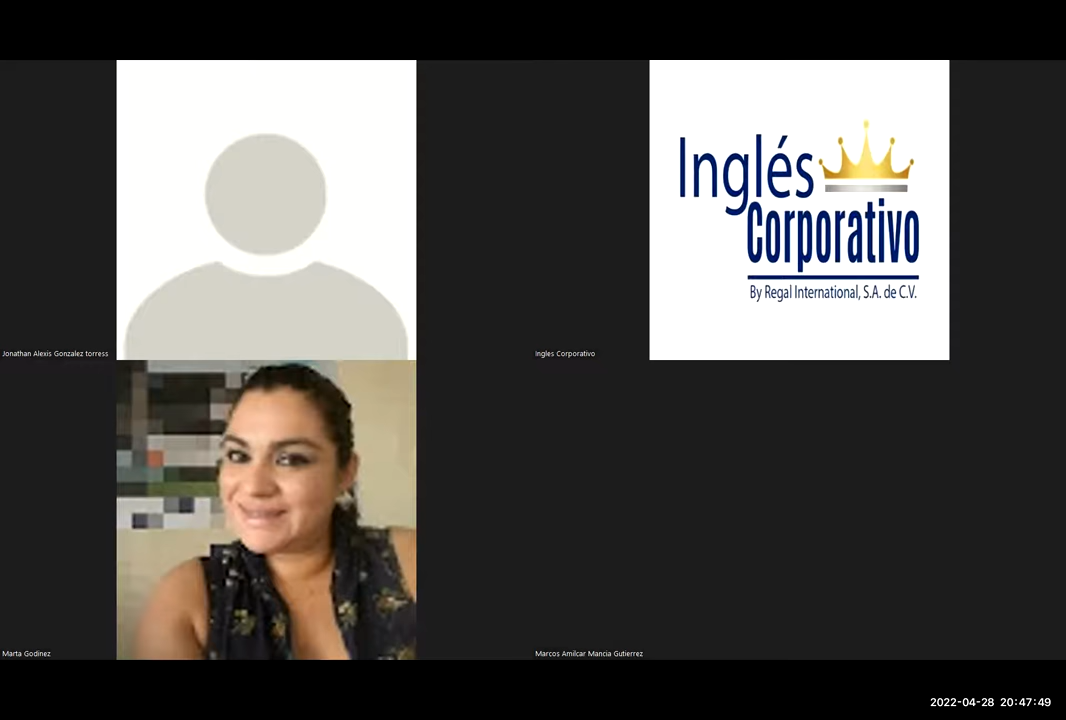 Inglés
Corporativo
By Regal International, S.A. de C.V.
Jonathan Alexis Gonzalez torress
Ingles Corporativo
Marta Godinez
Marcos Amilcar Mancia Gutierrez
2022-04-28 20:47:49